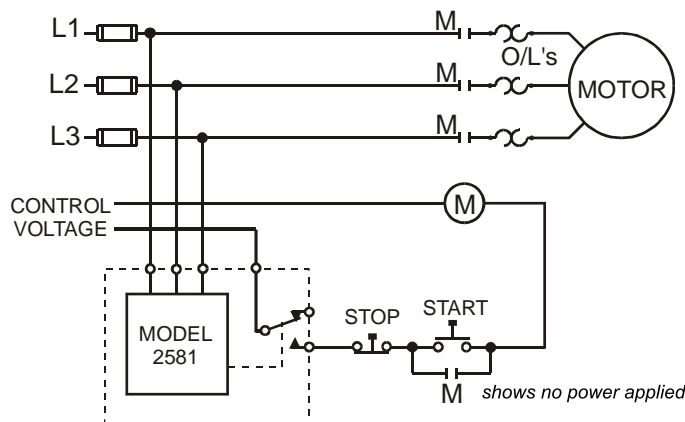 L1
M
O/L's
L2
M
MOTOR
L3
M
CONTROL
VOLTAGE
M
MODEL
2581
STOP
START
M
shows no power applied